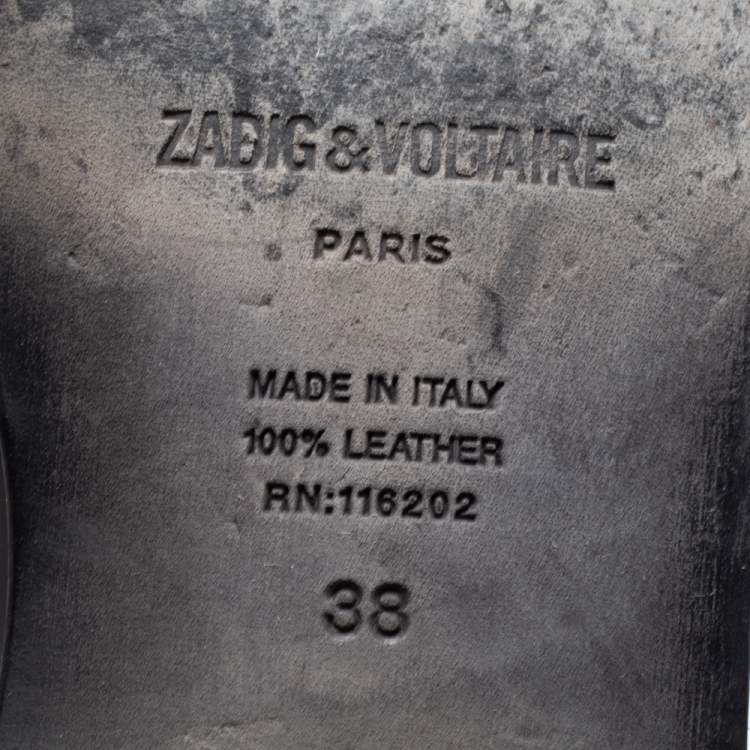 ZADIG&VOLTAIRE
PARIS
MADE IN ITALY
100% LEATHER
RN:116202
38